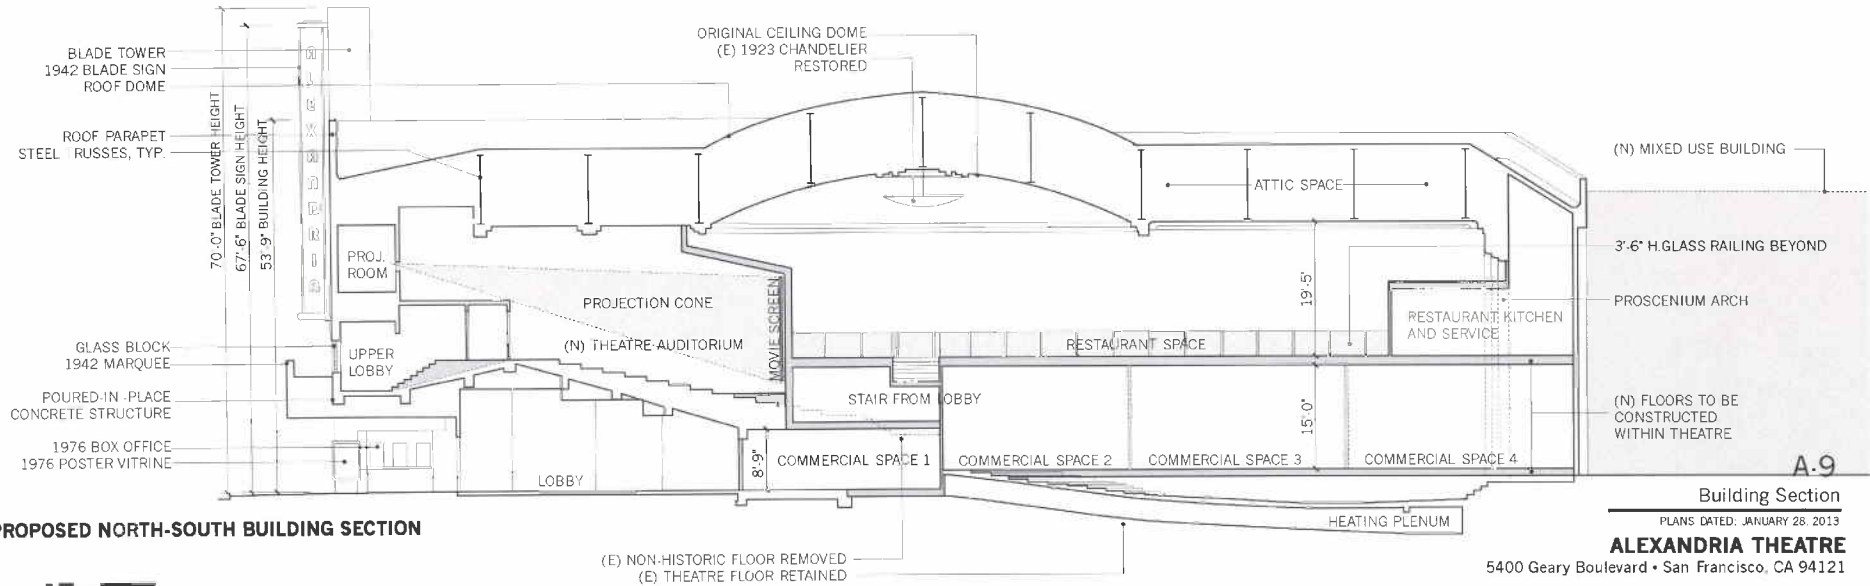 BLADE TOWER
1942 BLADE SIGN
ROOF DOME
ROOF PARAPET
STEEL TRUSSES, TYP.
70'-0" BLADE TOWER HEIGHT
67'-6" BLADE SIGN HEIGHT
53'-9" BUILDING HEIGHT
ALEXANDRIA
ORIGINAL CEILING DOME
(E) 1923 CHANDELIER
RESTORED
ATTIC SPACE
(N) MIXED USE BUILDING
3'-6" H.GLASS RAILING BEYOND
PROSCENIUM ARCH
PROJ.
ROOM
PROJECTION CONE
(N) THEATRE AUDITORIUM
MOVIE SCREEN
19'-5"
RESTAURANT SPACE
RESTAURANT KITCHEN
AND SERVICE
GLASS BLOCK
1942 MARQUEE
UPPER
LOBBY
POURED-IN -PLACE
CONCRETE STRUCTURE
STAIR FROM LOBBY
15'-0"
(N) FLOORS TO BE
CONSTRUCTED
WITHIN THEATRE
1976 BOX OFFICE
1976 POSTER VITRINE
LOBBY
8'-9"
COMMERCIAL SPACE 1
COMMERCIAL SPACE 2
COMMERCIAL SPACE 3
COMMERCIAL SPACE 4
A-9
Building Section
PLANS DATED: JANUARY 28. 2013
ALEXANDRIA THEATRE
5400 Geary Boulevard • San Francisco, CA 94121
HEATING PLENUM
PROPOSED NORTH-SOUTH BUILDING SECTION
(E) NON-HISTORIC FLOOR REMOVED
(E) THEATRE FLOOR RETAINED